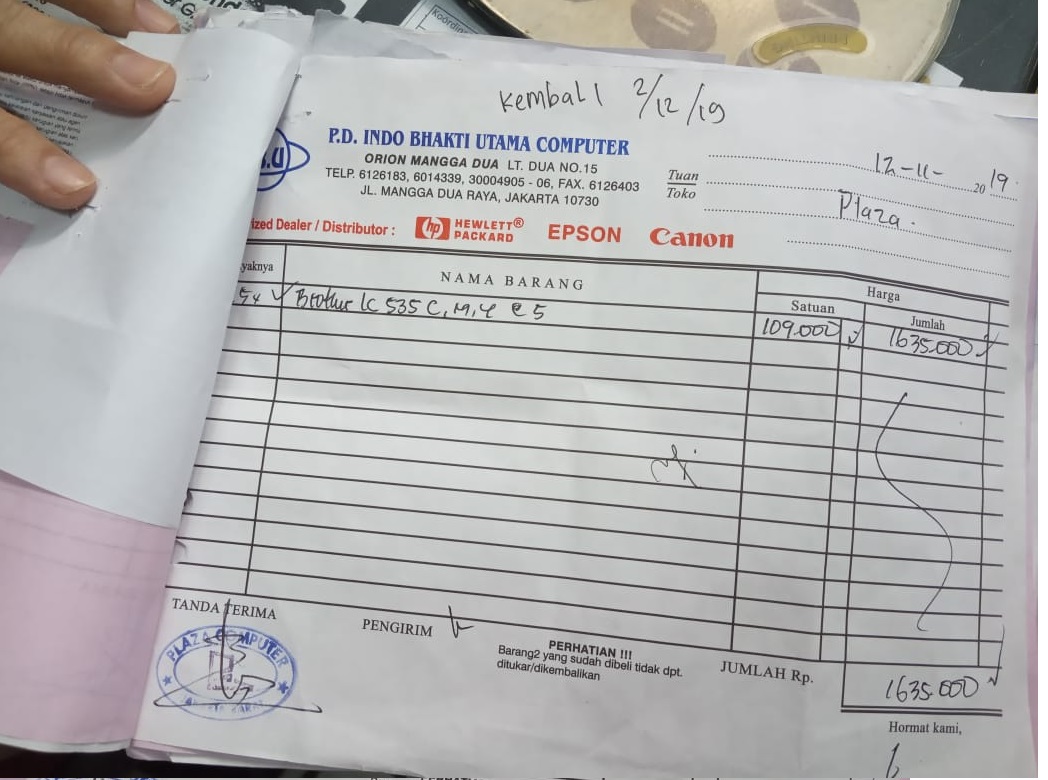 Kembali 2/12/19
P.D. INDO BHAKTI UTAMA COMPUTER
ORION MANGGA DUA LT. DUA NO.15
TELP. 6126183, 6014339, 30004905 - 06, FAX. 6126403
JL. MANGGA DUA RAYA, JAKARTA 10730
12-11- 2019
Tuan
Toko
Plaza.
ized Dealer / Distributor : hp HEWLETT® PACKARD EPSON Canon
yaknya NAMA BARANG Harga
Satuan Jumlah
Brother LC 535 C, M, Y @ 5 109.000 1635.000
TANDA TERIMA
PENGIRIM
PLAZA COMPUTER
PERHATIAN !!!
Barang2 yang sudah dibeli tidak dpt.
ditukar/dikembalikan
JUMLAH Rp. 1635.000
Hormat kami,